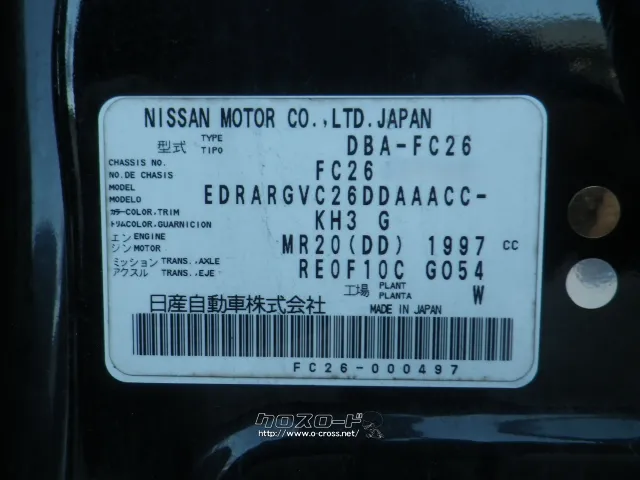 NISSAN MOTOR CO.,LTD.JAPAN
型式 TYPE TIPO DBA-FC26
CHASSIS NO. NO.DE CHASIS FC26
MODEL MODELO EDRARGVC26DDAAACC-
カラー COLOR,TRIM トリム COLOR,GUARNICION KH3 G
エンジン ENGINE MOTOR MR20(DD) 1997 CC
ミッション アクスル TRANS.,AXLE TRANS.,EJE RE0F10C GO54
工場 PLANT PLANTA W
日産自動車株式会社 MADE IN JAPAN
FC26-000497
クロスロード
http://www.o-cross.net/